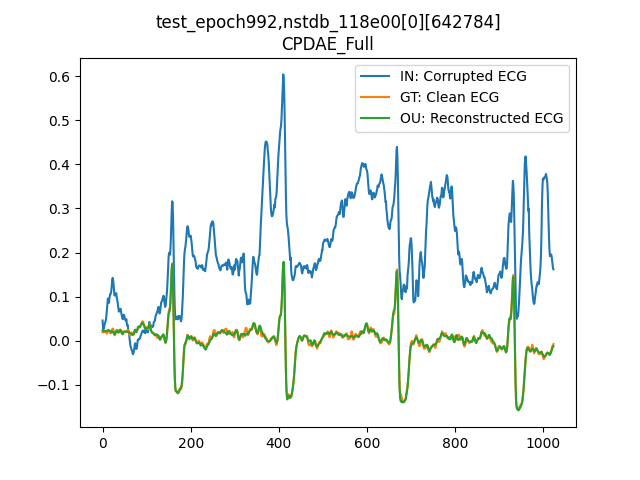 test_epoch992,nstdb_118e00[0][642784]
CPDAE_Full
IN: Corrupted ECG
GT: Clean ECG
OU: Reconstructed ECG
0.6
0.5
0.4
0.3
0.2
0.1
0.0
−0.1
0
200
400
600
800
1000